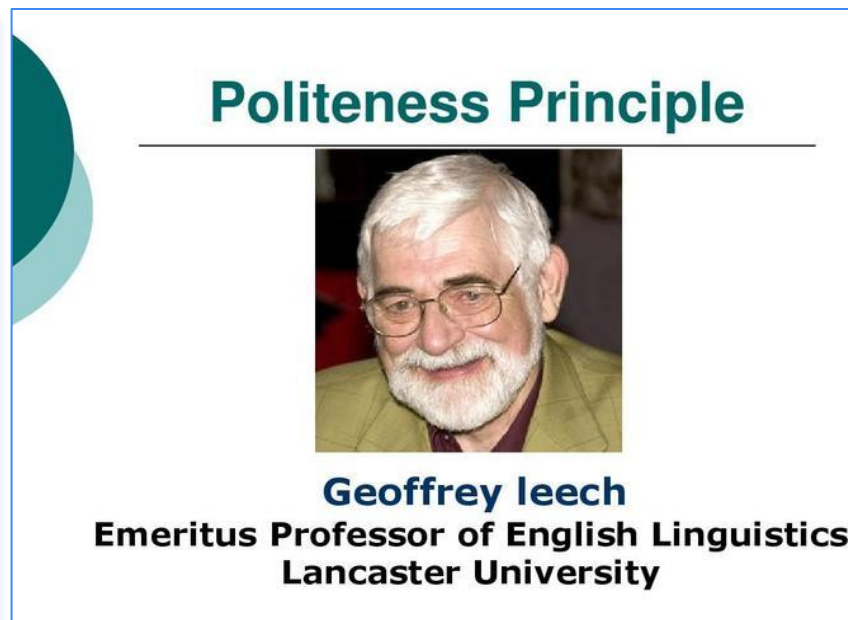 Politeness Principle
Geoffrey leech
Emeritus Professor of English Linguistics
Lancaster University